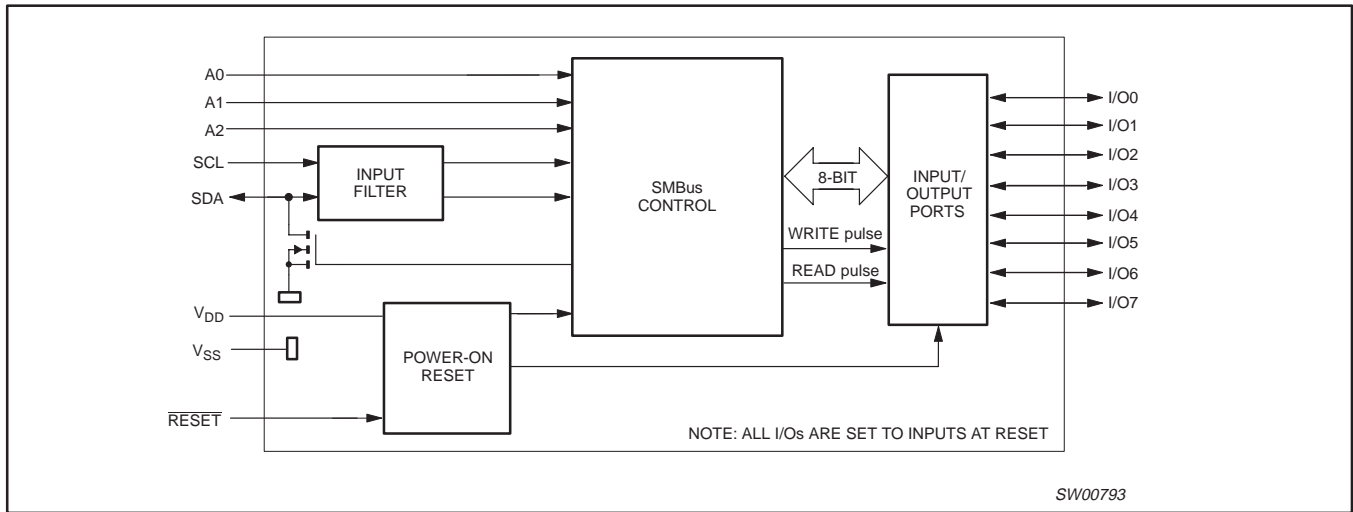 A0
A1
A2
SCL
SDA
INPUT
FILTER
SMBus
CONTROL
8-BIT
WRITE pulse
READ pulse
INPUT/
OUTPUT
PORTS
I/O0
I/O1
I/O2
I/O3
I/O4
I/O5
I/O6
I/O7
VDD
VSS
RESET
POWER-ON
RESET
NOTE: ALL I/Os ARE SET TO INPUTS AT RESET
SW00793